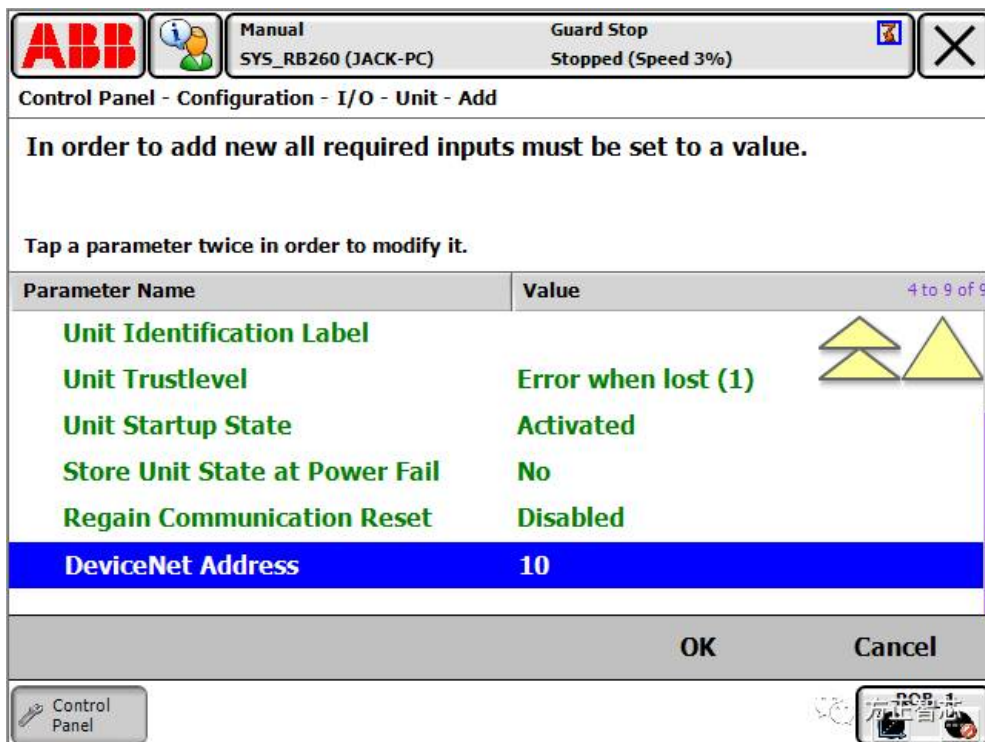 ABB
Manual
SYS_RB260 (JACK-PC)
Guard Stop
Stopped (Speed 3%)
Control Panel - Configuration - I/O - Unit - Add
In order to add new all required inputs must be set to a value.
Tap a parameter twice in order to modify it.
Parameter Name Value 4 to 9 of 9
Unit Identification Label
Unit Trustlevel Error when lost (1)
Unit Startup State Activated
Store Unit State at Power Fail No
Regain Communication Reset Disabled
DeviceNet Address 10
OK Cancel
Control
Panel
ROB_1
方正智芯